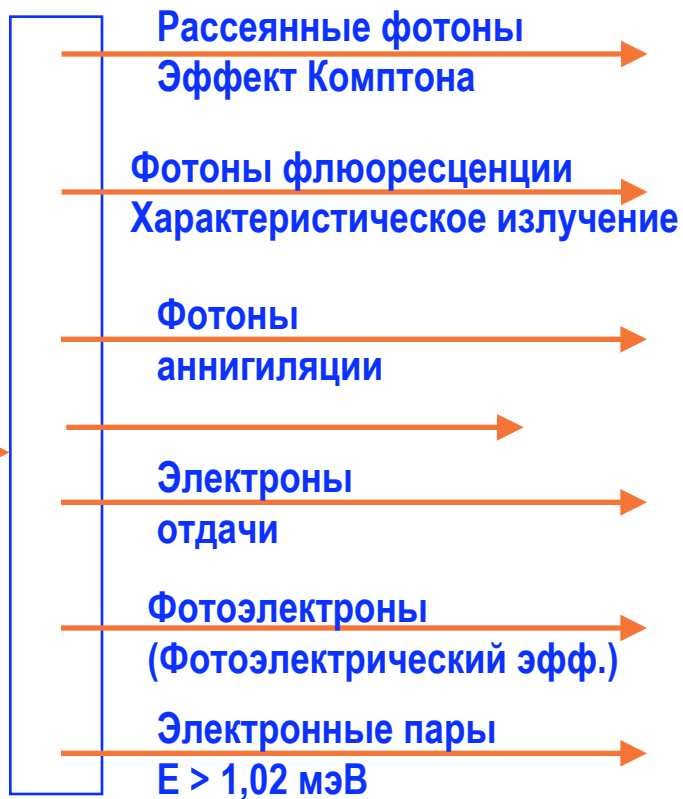 Рассеянные фотоны
Эффект Комптона
Фотоны флюоресценции
Характеристическое излучение
Фотоны
аннигиляции
Электроны
отдачи
Фотоэлектроны
(Фотоэлектрический эфф.)
Электронные пары
Е > 1,02 мэВ